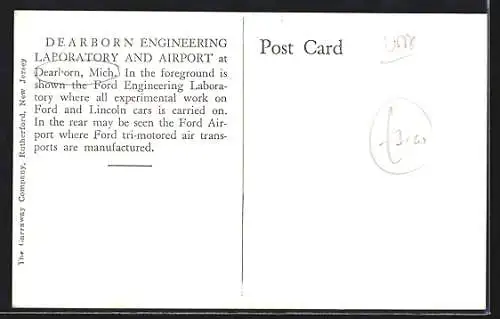 DEARBORN ENGINEERING
LAPORATORY AND AIRPORT at
Dearborn, Mich. In the foreground is
shown the Ford Engineering Labora-
tory where all experimental work on
Ford and Lincoln cars is carried on.
In the rear may be seen the Ford Air-
port where Ford tri-motored air trans-
ports are manufactured.
The Garraway Company, Rutherford, New Jersey
Post Card